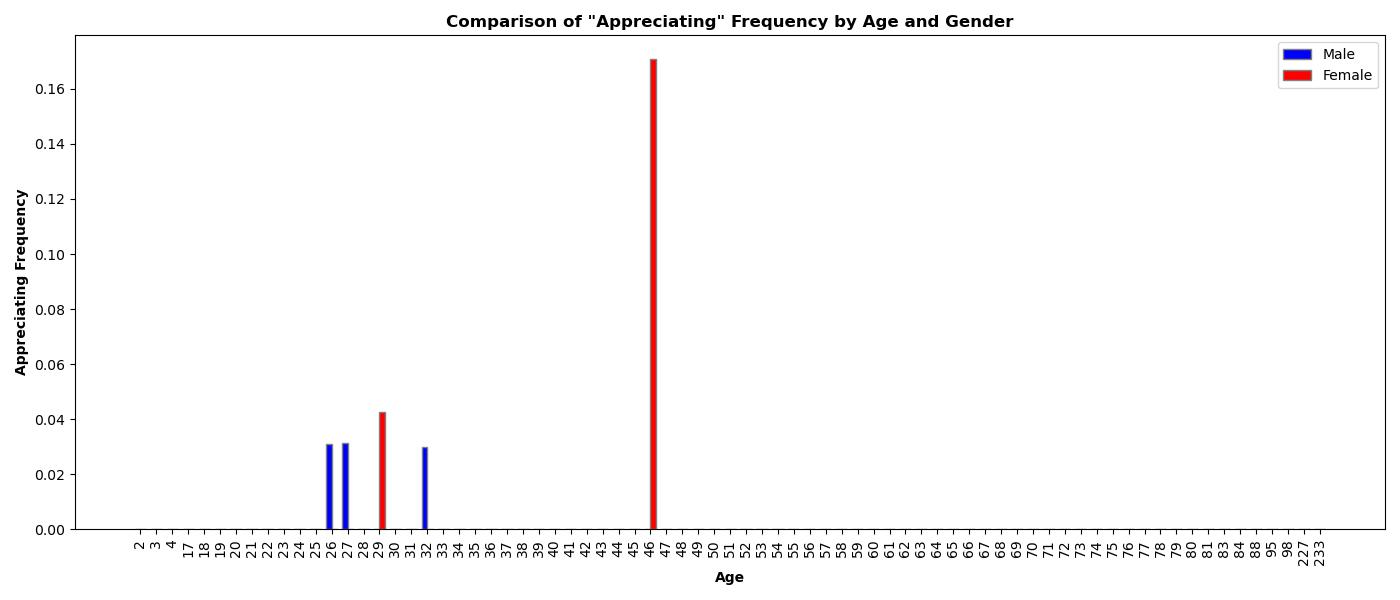 Comparison of "Appreciating" Frequency by Age and Gender
Male
Female
Appreciating Frequency
0.16
0.14
0.12
0.10
0.08
0.06
0.04
0.02
0.00
2 3 4 17 18 19 20 21 22 23 24 25 26 27 28 29 30 31 32 33 34 35 36 37 38 39 40 41 42 43 44 45 46 47 48 49 50 51 52 53 54 55 56 57 58 59 60 61 62 63 64 65 66 67 68 69 70 71 72 73 74 75 76 77 78 79 80 81 83 84 88 95 98 227 233
Age